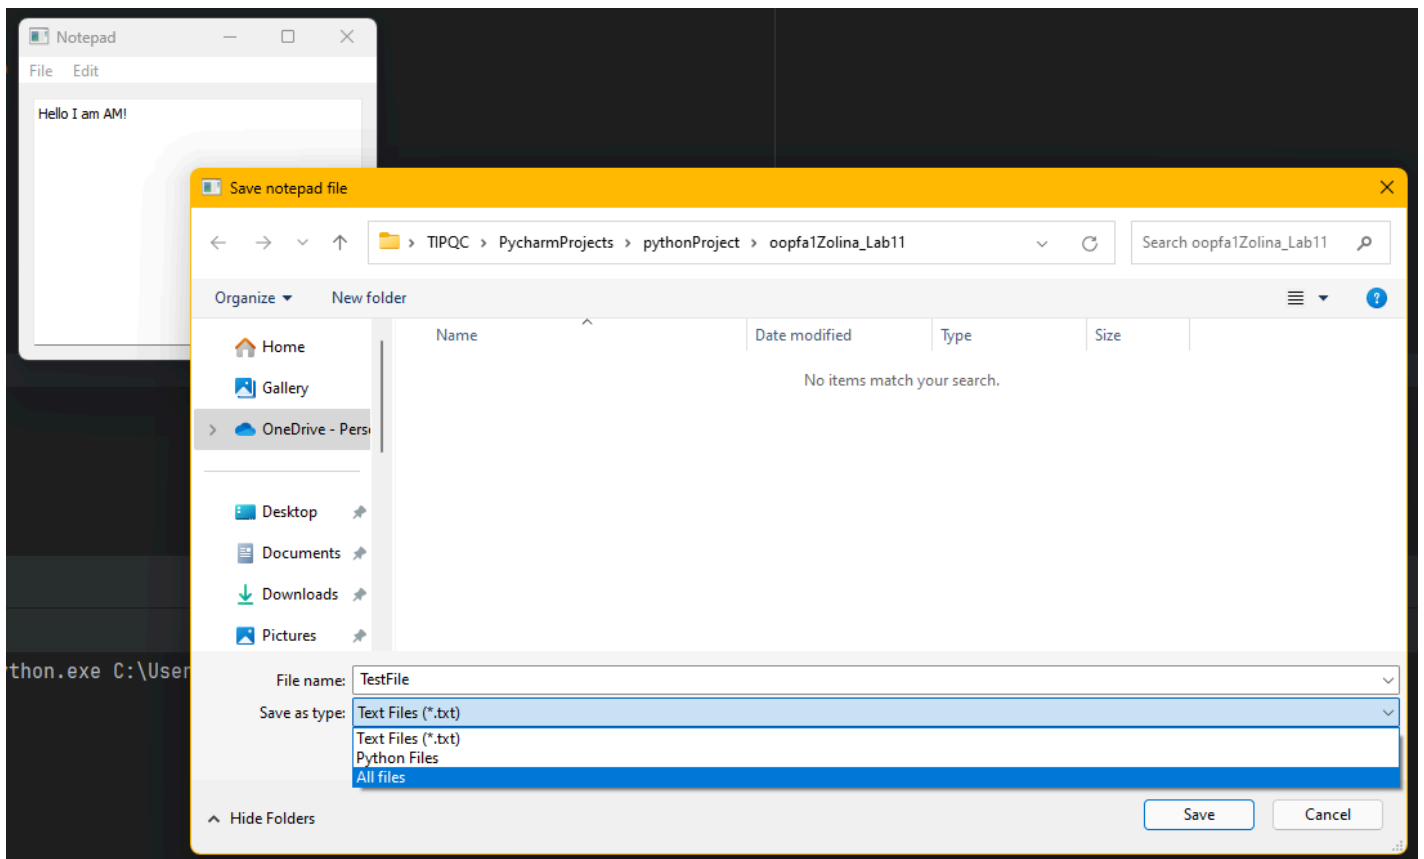 Notepad
File Edit
Hello I am AM!
Save notepad file
TIPQC > PycharmProjects > pythonProject > oopfa1Zolina_Lab11
Search oopfa1Zolina_Lab11
Organize New folder
Name Date modified Type Size
No items match your search.
Home
Gallery
OneDrive - Pers
Desktop
Documents
Downloads
Pictures
thon.exe C:\User
File name: TestFile
Save as type: Text Files (*.txt)
Text Files (*.txt)
Python Files
All files
Hide Folders
Save Cancel